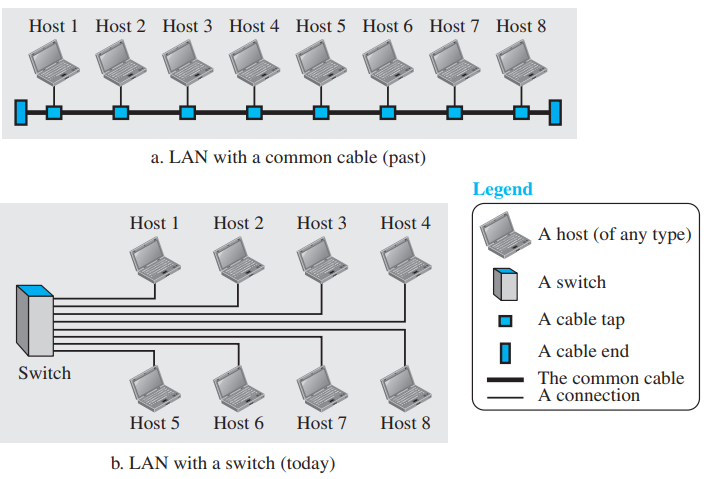 Host 1 Host 2 Host 3 Host 4 Host 5 Host 6 Host 7 Host 8
a. LAN with a common cable (past)
Host 1 Host 2 Host 3 Host 4
Switch
Host 5 Host 6 Host 7 Host 8
b. LAN with a switch (today)
Legend
A host (of any type)
A switch
A cable tap
A cable end
The common cable
A connection